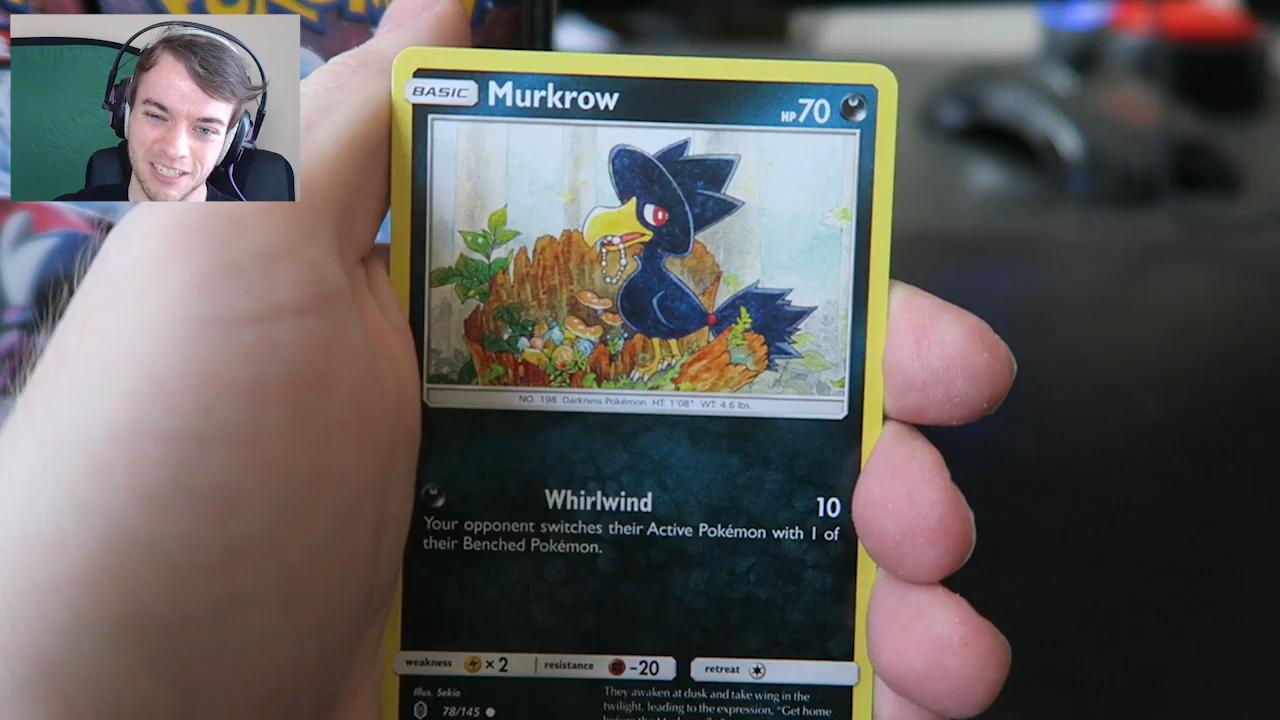 BASIC Murkrow HP 70
NO. 198 Darkness Pokémon HT: 1'08" WT: 4.6 lbs.
Whirlwind 10
Your opponent switches their Active Pokémon with 1 of
their Benched Pokémon.
weakness ×2 resistance -20 retreat
Illus. Sekio
78/145
They awaken at dusk and take wing in the
twilight, leading to the expression, "Get home